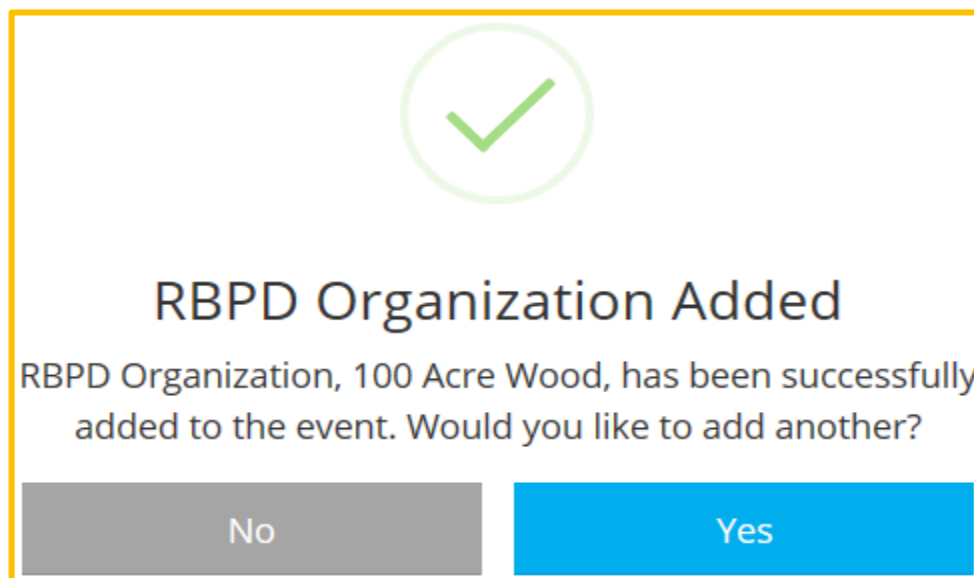 RBPD Organization Added
RBPD Organization, 100 Acre Wood, has been successfully
added to the event. Would you like to add another?
No
Yes